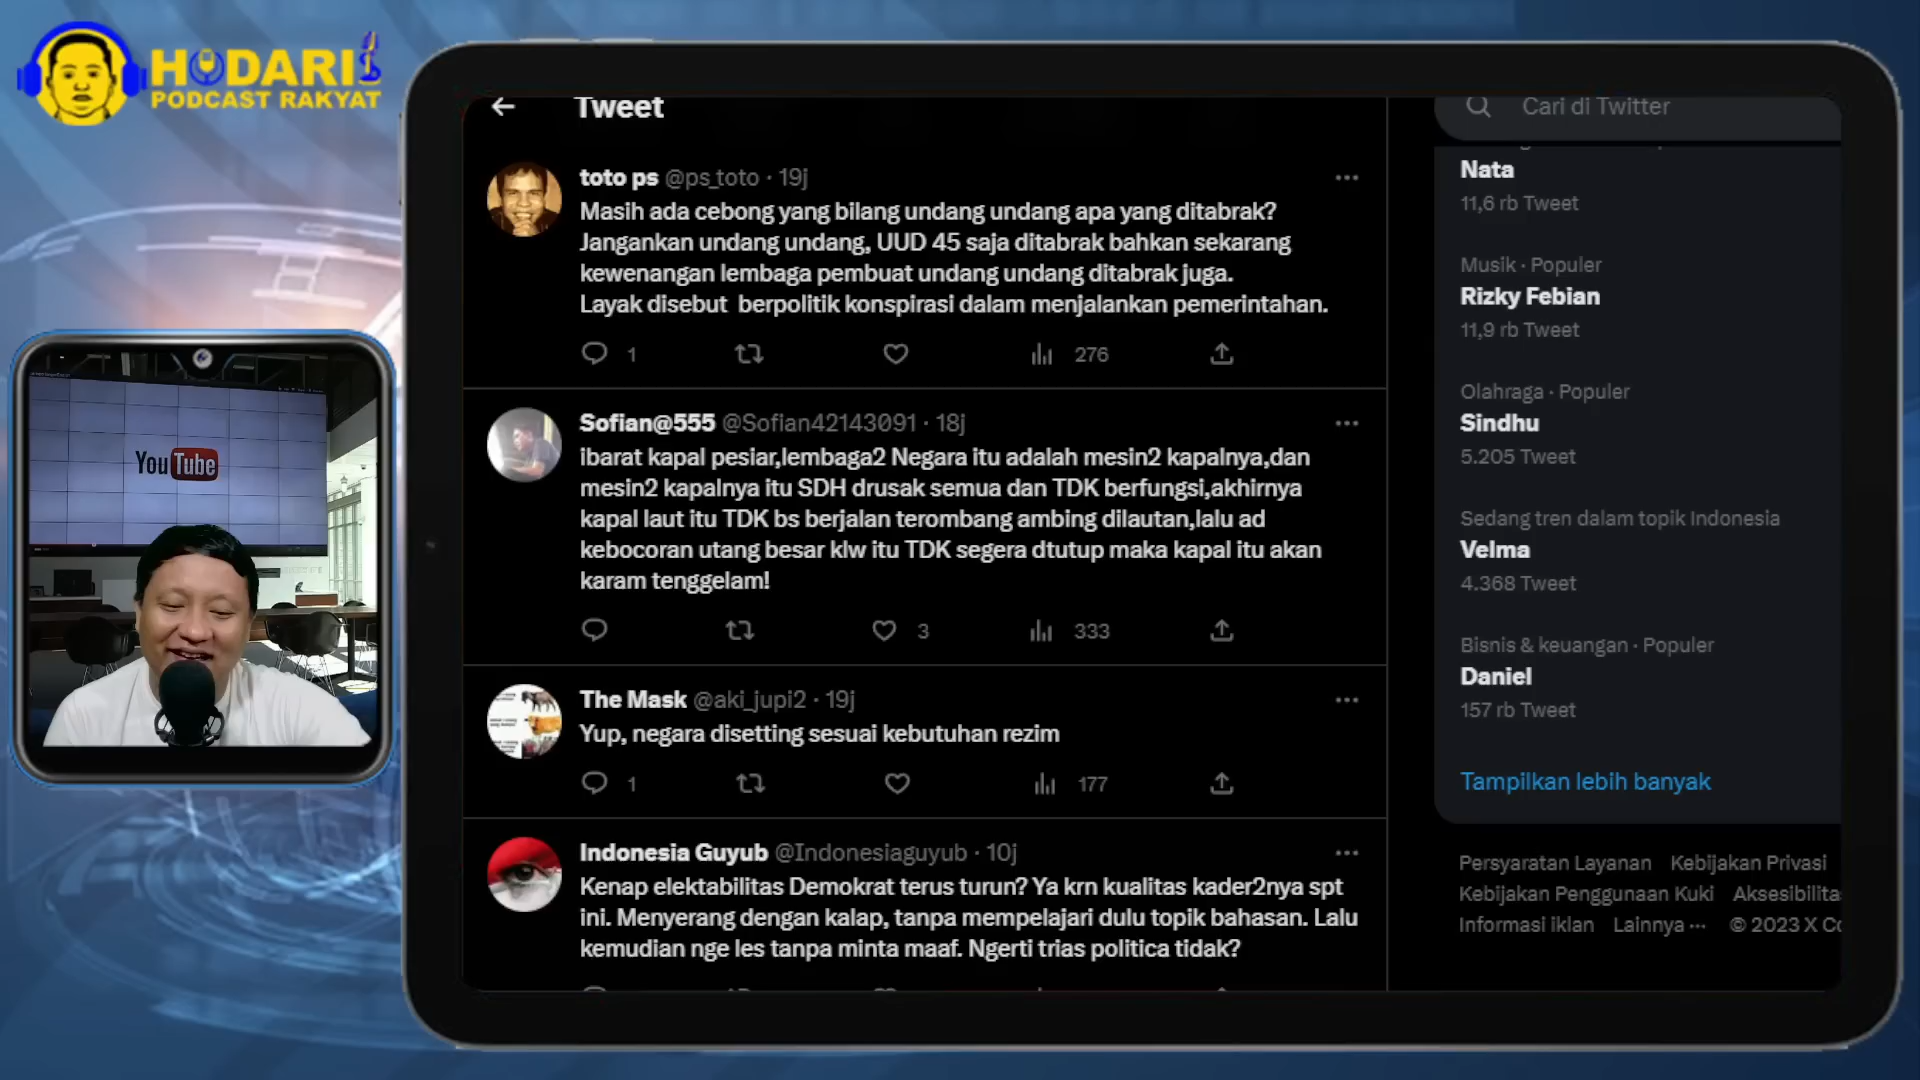 HODARI
PODCAST RAKYAT
YouTube
Tweet
toto ps @ps_toto · 19j
Masih ada cebong yang bilang undang undang apa yang ditabrak?
Jangankan undang undang, UUD 45 saja ditabrak bahkan sekarang
kewenangan lembaga pembuat undang undang ditabrak juga.
Layak disebut berpolitik konspirasi dalam menjalankan pemerintahan.
1
276
Sofian@555 @Sofian42143091 · 18j
ibarat kapal pesiar,lembaga2 Negara itu adalah mesin2 kapalnya,dan
mesin2 kapalnya itu SDH drusak semua dan TDK berfungsi,akhirnya
kapal laut itu TDK bs berjalan terombang ambing dilautan,lalu ad
kebocoran utang besar klw itu TDK segera dtutup maka kapal itu akan
karam tenggelam!
3
333
The Mask @aki_jupi2 · 19j
Yup, negara disetting sesuai kebutuhan rezim
1
177
Indonesia Guyub @Indonesiaguyub · 10j
Kenap elektabilitas Demokrat terus turun? Ya krn kualitas kader2nya spt
ini. Menyerang dengan kalap, tanpa mempelajari dulu topik bahasan. Lalu
kemudian nge les tanpa minta maaf. Ngerti trias politica tidak?
Cari di Twitter
Nata
11,6 rb Tweet
Musik · Populer
Rizky Febian
11,9 rb Tweet
Olahraga · Populer
Sindhu
5.205 Tweet
Sedang tren dalam topik Indonesia
Velma
4.368 Tweet
Bisnis & keuangan · Populer
Daniel
157 rb Tweet
Tampilkan lebih banyak
Persyaratan Layanan Kebijakan Privasi
Kebijakan Penggunaan Kuki Aksesibilita
Informasi iklan Lainnya ··· © 2023 X Co